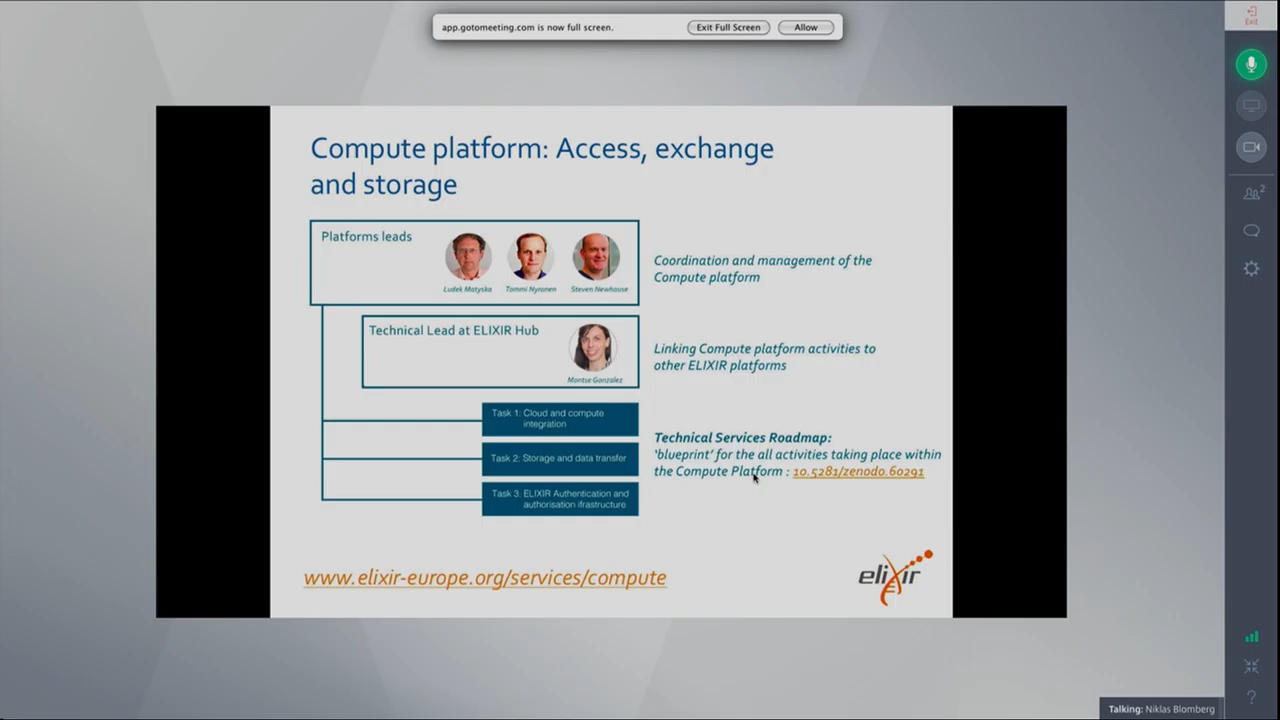 app.gotomeeting.com is now full screen.
Exit Full Screen
Allow
Exit
Compute platform: Access, exchange
and storage
Platforms leads
Ludek Matyska
Tommi Nyronen
Steven Newhouse
Coordination and management of the
Compute platform
Technical Lead at ELIXIR Hub
Montse Gonzalez
Linking Compute platform activities to
other ELIXIR platforms
Task 1: Cloud and compute
integration
Task 2: Storage and data transfer
Task 3: ELIXIR Authentication and
authorisation ifrastructure
Technical Services Roadmap:
'blueprint' for the all activities taking place within
the Compute Platform : 10.5281/zenodo.60291
www.elixir-europe.org/services/compute
elixir
2
?
Talking: Niklas Blomberg